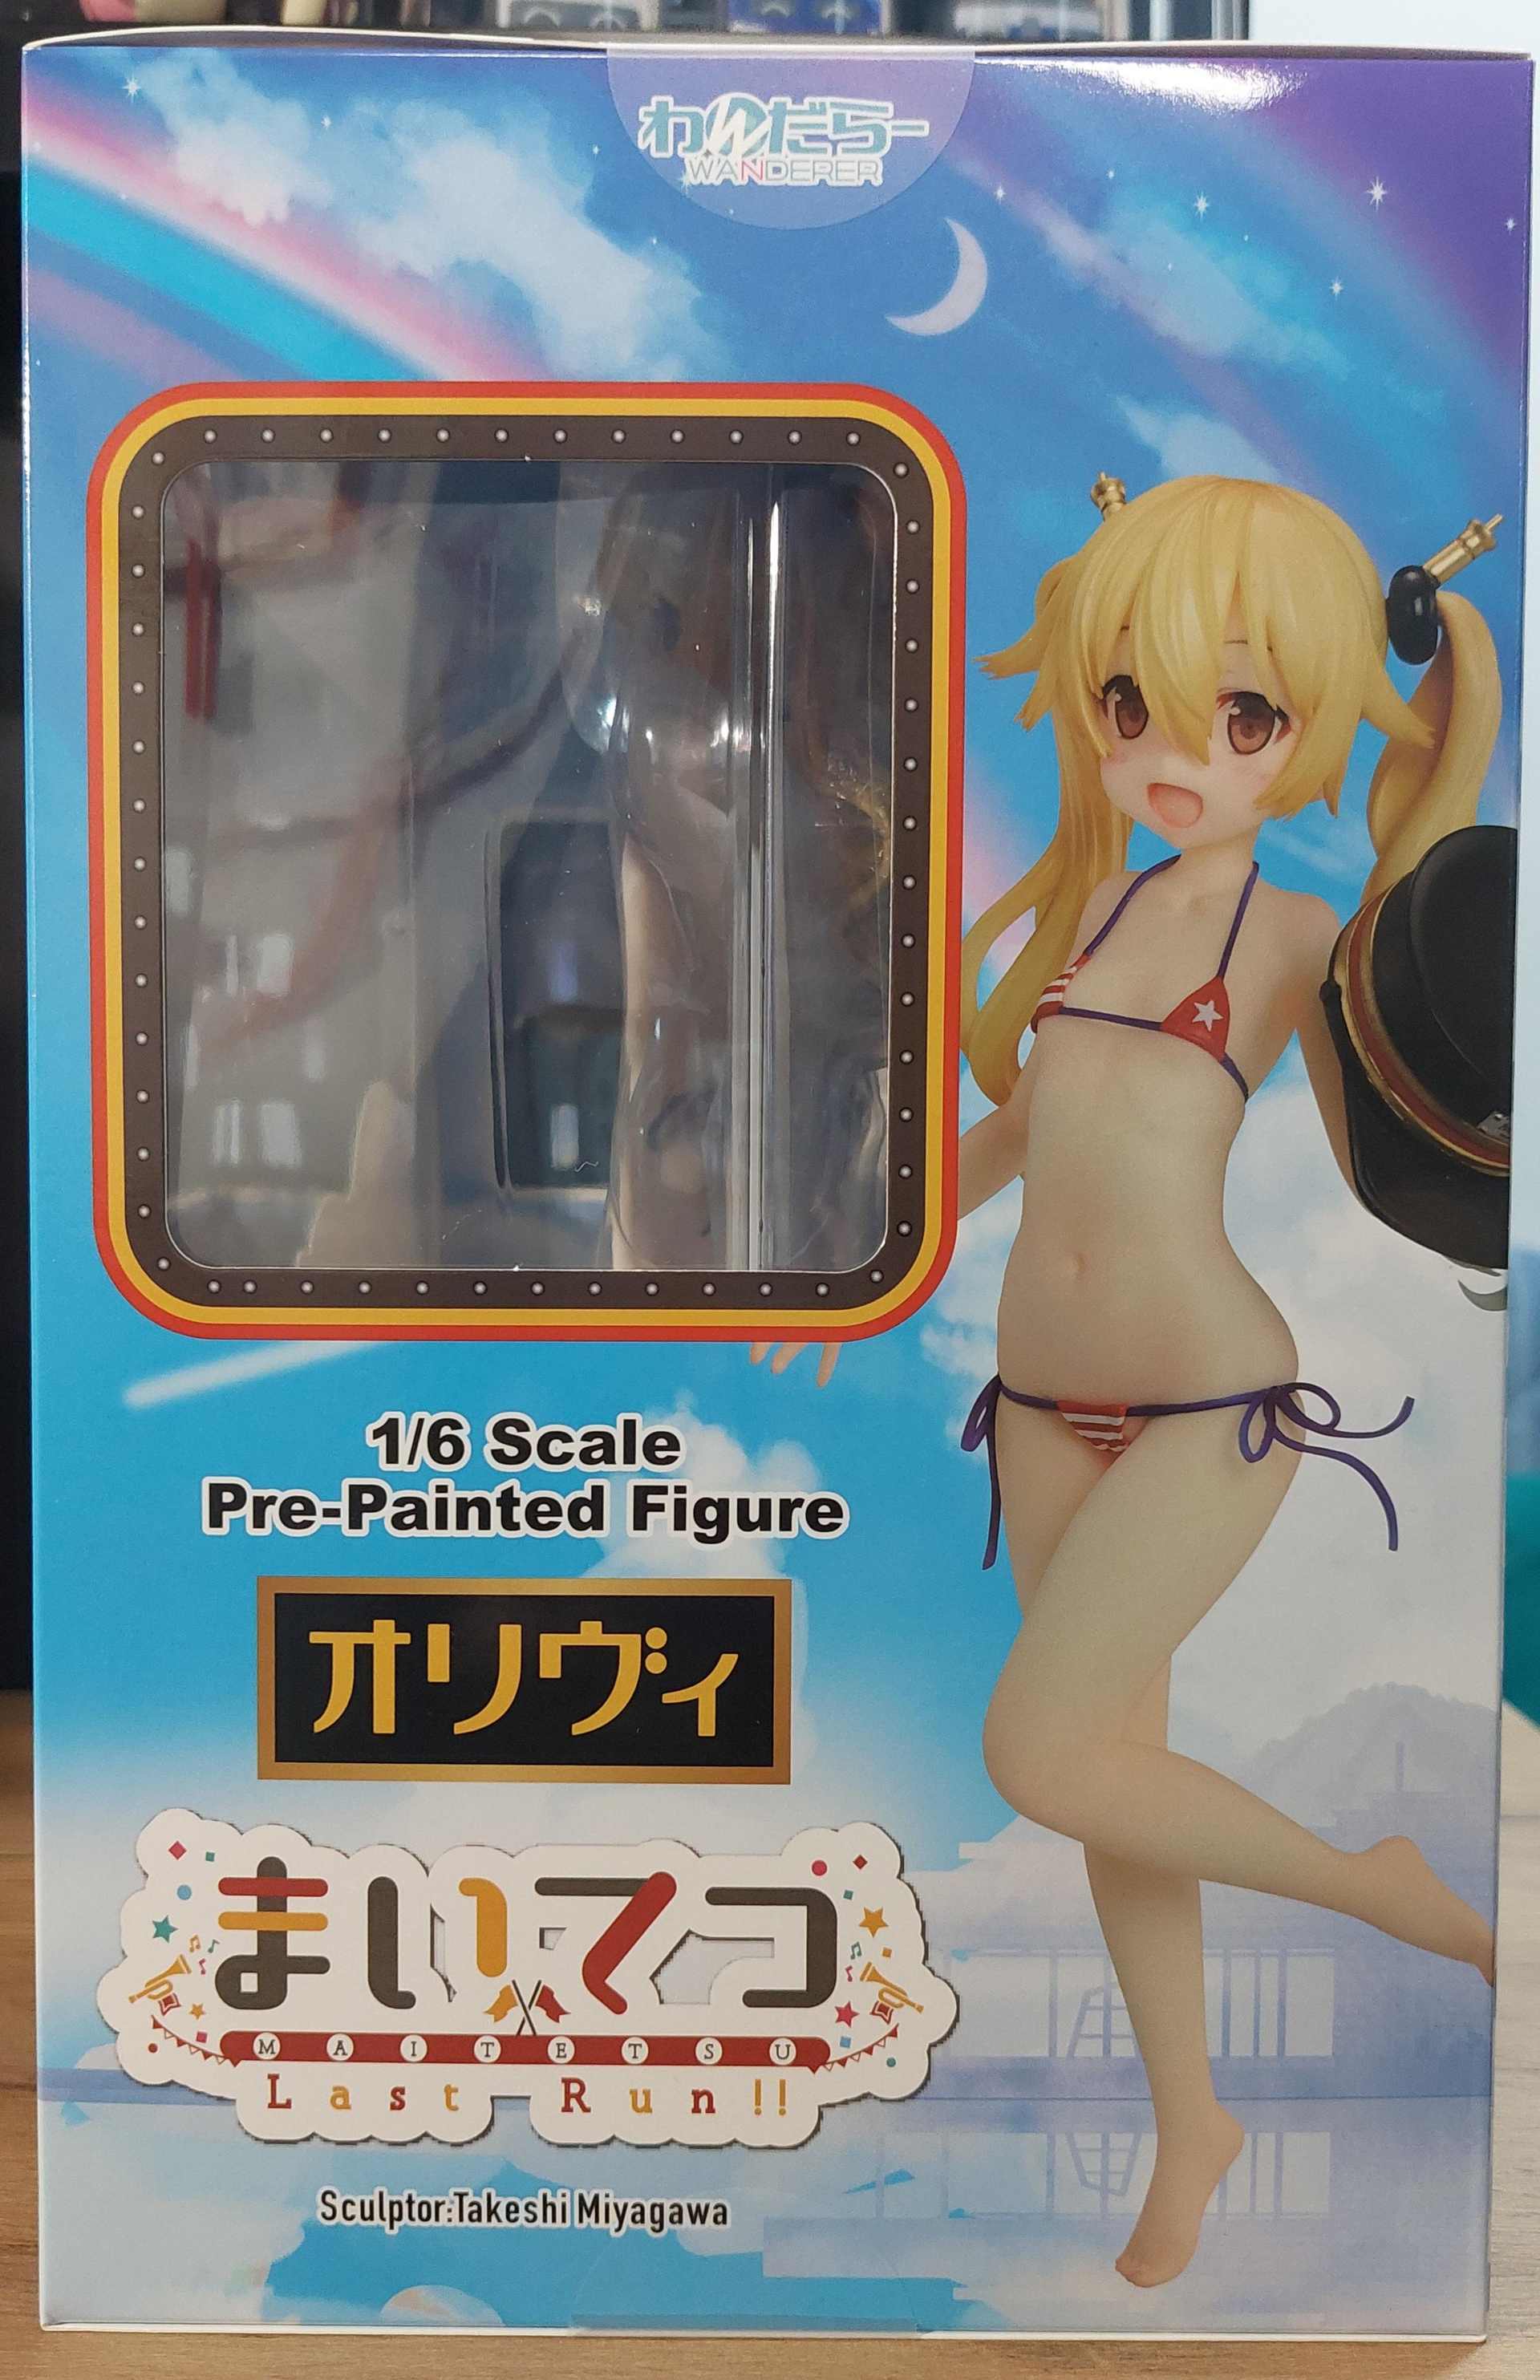 わんだらー
WANDERER
1/6 Scale
Pre-Painted Figure
オリヴィ
まいてつ
MAITETSU
Last Run!!
Sculptor:Takeshi Miyagawa